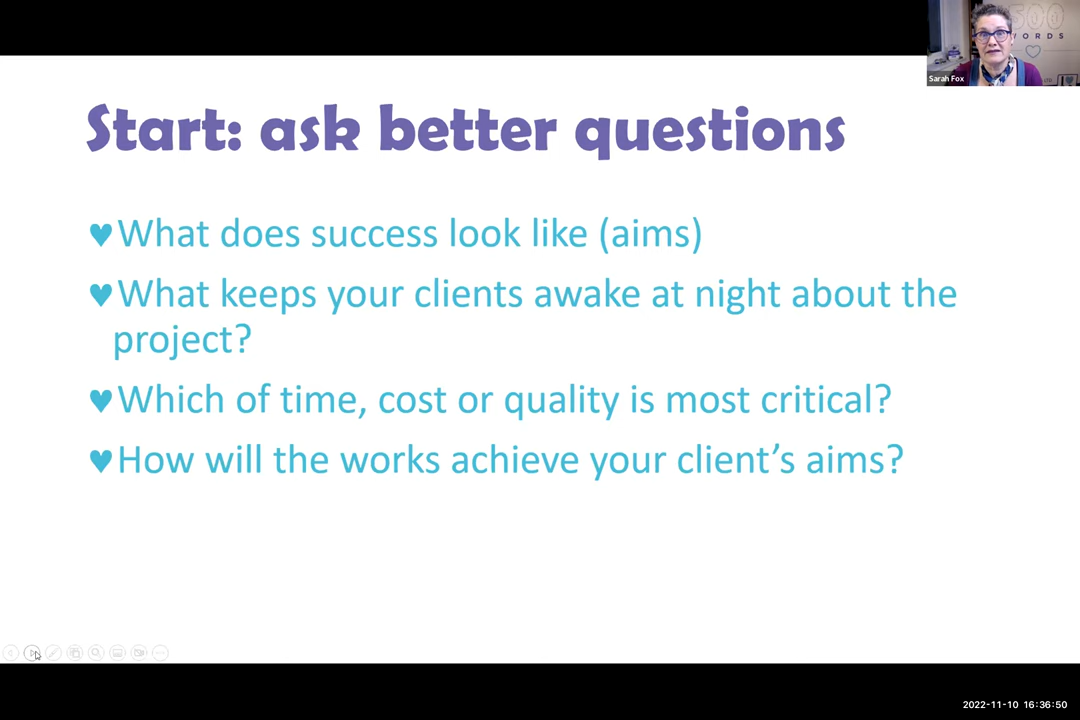 500
WORDS
Sarah Fox
Start: ask better questions
♥What does success look like (aims)
♥What keeps your clients awake at night about the
project?
♥Which of time, cost or quality is most critical?
♥How will the works achieve your client’s aims?
2022-11-10 16:36:50